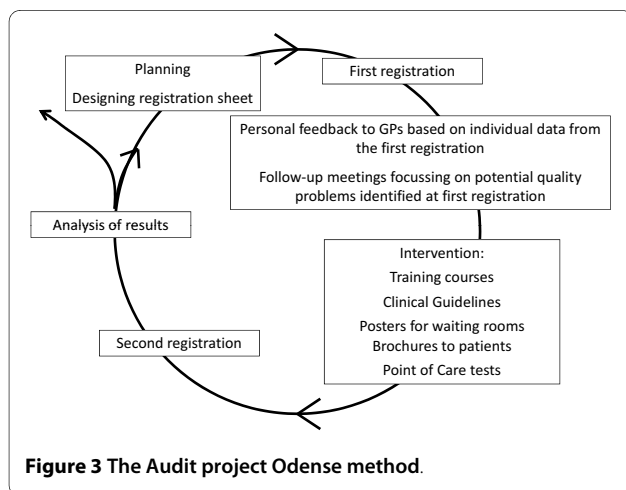 Planning
Designing registration sheet
First registration
Personal feedback to GPs based on individual data from
the first registration
Follow-up meetings focussing on potential quality
problems identified at first registration
Intervention:
Training courses
Clinical Guidelines
Posters for waiting rooms
Brochures to patients
Point of Care tests
Second registration
Analysis of results
Figure 3 The Audit project Odense method.